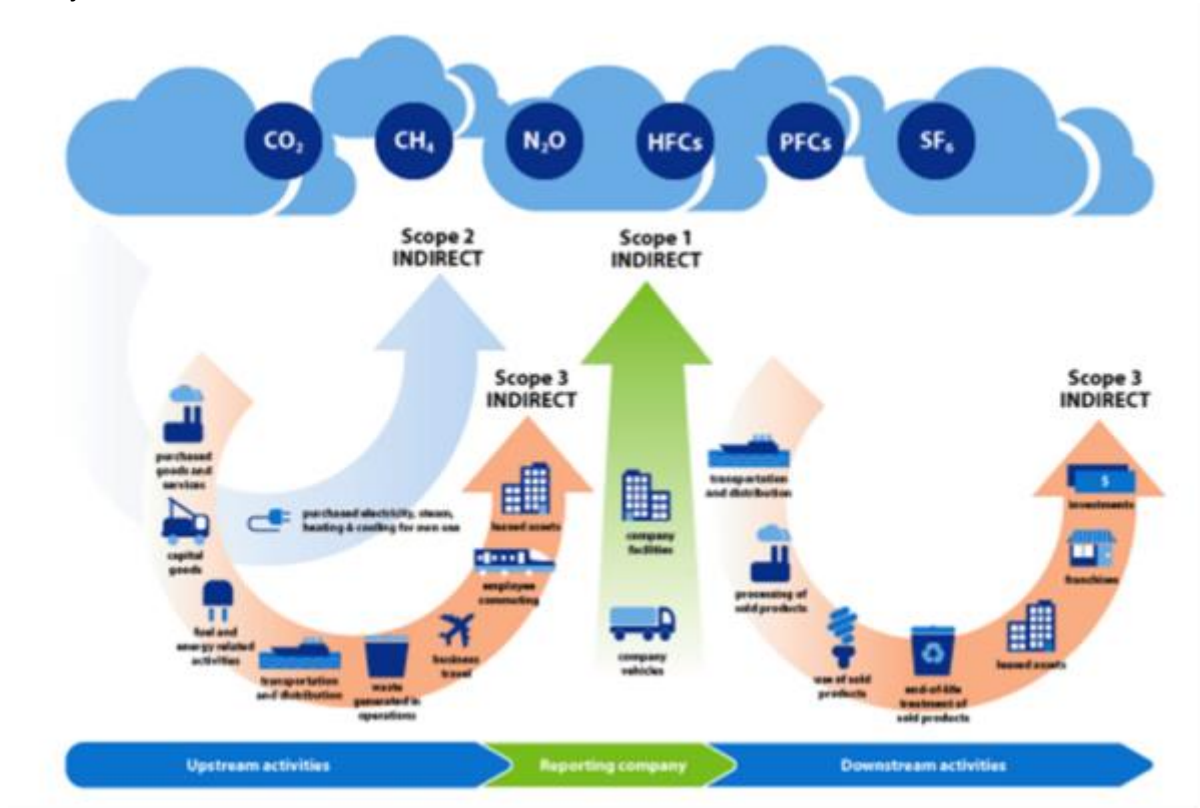 CO₂
CH₄
N₂O
HFCs
PFCs
SF₆
Scope 2
INDIRECT
Scope 1
INDIRECT
Scope 3
INDIRECT
Scope 3
INDIRECT
purchased
goods and
services
capital
goods
fuel and
energy related
activities
transportation
and distribution
waste
generated in
operations
business
travel
employee
commuting
leased assets
purchased electricity, steam,
heating & cooling for own use
company
facilities
company
vehicles
transportation
and distribution
processing of
sold products
use of sold
products
end-of-life
treatment of
sold products
leased assets
franchises
$
investments
Upstream activities
Reporting company
Downstream activities